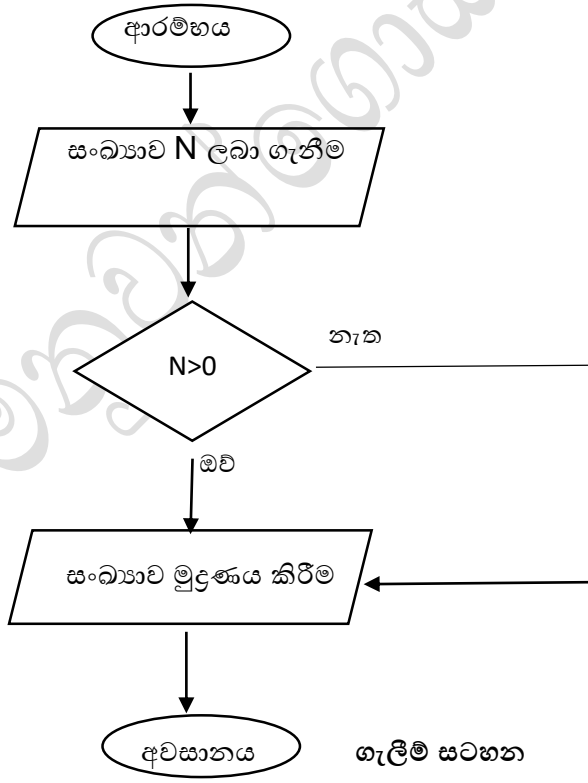 ආරම්භය
සංඛ්‍යාව N ලබා ගැනීම
N>0
නැත
ඔව්
සංඛ්‍යාව මුද්‍රණය කිරීම
අවසානය
ගැලීම් සටහන